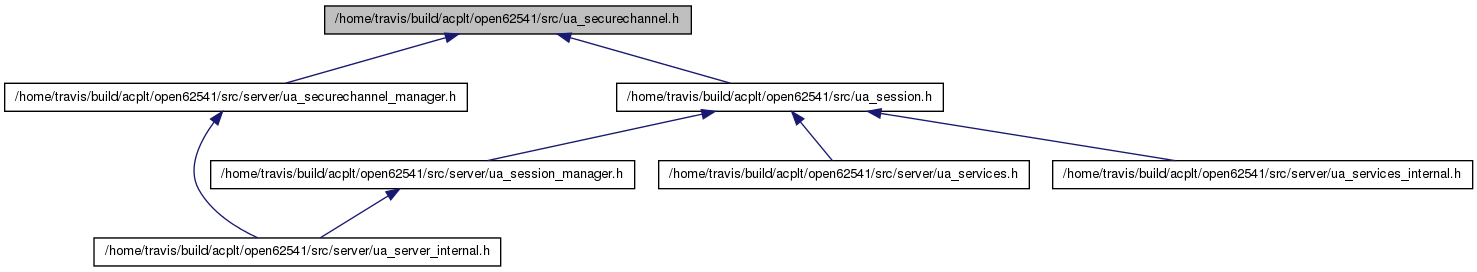 /home/travis/build/acplt/open62541/src/ua_securechannel.h
/home/travis/build/acplt/open62541/src/server/ua_securechannel_manager.h
/home/travis/build/acplt/open62541/src/ua_session.h
/home/travis/build/acplt/open62541/src/server/ua_session_manager.h
/home/travis/build/acplt/open62541/src/server/ua_services.h
/home/travis/build/acplt/open62541/src/server/ua_services_internal.h
/home/travis/build/acplt/open62541/src/server/ua_server_internal.h